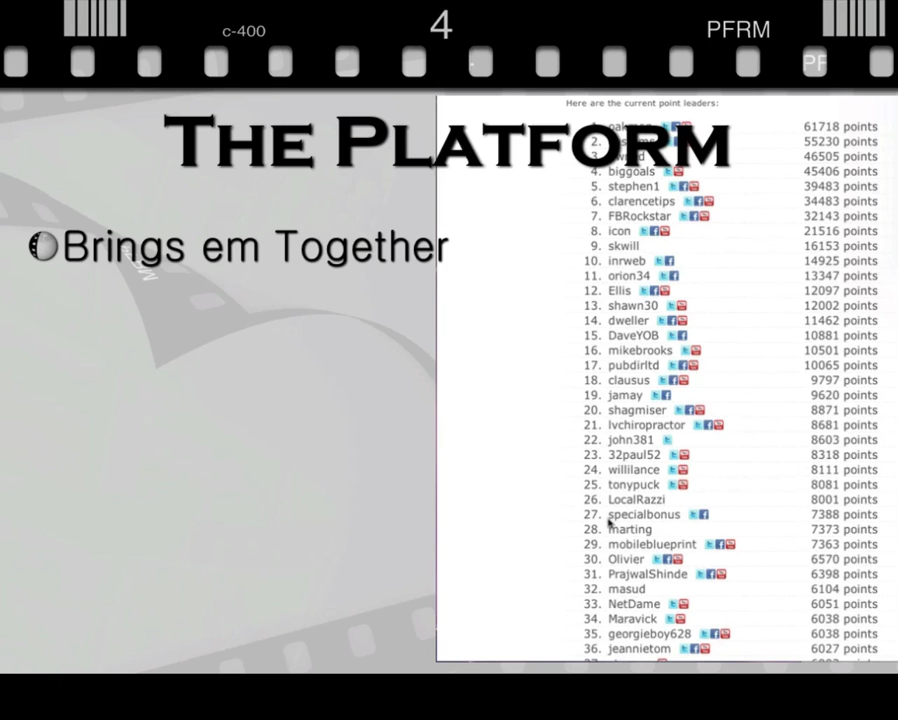 c-400
4
PFRM
PF
THE PLATFORM
Brings em Together
Here are the current point leaders:
61718 points
2. 55230 points
3. 46505 points
4. biggoals 45406 points
5. stephen1 39483 points
6. clarencetips 34483 points
7. FBRockstar 32143 points
8. icon 21516 points
9. skwill 16153 points
10. inrweb 14925 points
11. orion34 13347 points
12. Ellis 12097 points
13. shawn30 12002 points
14. dweller 11462 points
15. DaveYOB 10881 points
16. mikebrooks 10501 points
17. pubdirltd 10065 points
18. clausus 9797 points
19. jamay 9620 points
20. shagmiser 8871 points
21. lvchiropractor 8681 points
22. john381 8603 points
23. 32paul52 8318 points
24. willilance 8111 points
25. tonypuck 8081 points
26. LocalRazzi 8001 points
27. specialbonus 7388 points
28. marting 7373 points
29. mobileblueprint 7363 points
30. Olivier 6570 points
31. PrajwalShinde 6398 points
32. masud 6104 points
33. NetDame 6051 points
34. Maravick 6038 points
35. georgieboy628 6038 points
36. jeannietom 6027 points